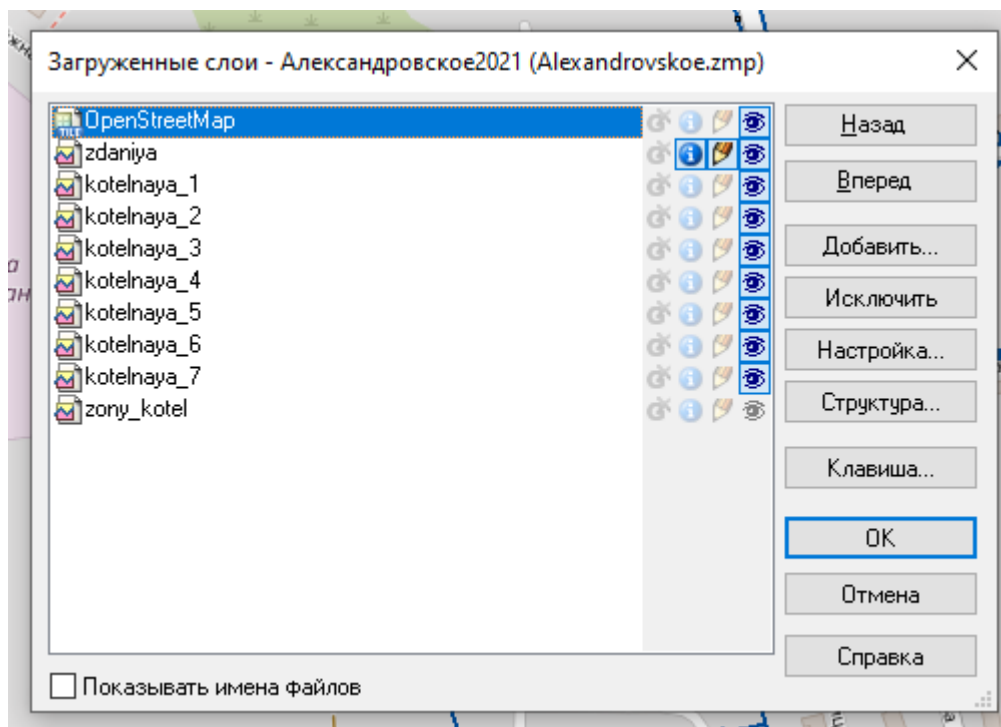 Загруженные слои - Александровское2021 (Alexandrovskoe.zmp)
OpenStreetMap
zdaniya
kotelnaya_1
kotelnaya_2
kotelnaya_3
kotelnaya_4
kotelnaya_5
kotelnaya_6
kotelnaya_7
zony_kotel
Назад
Вперед
Добавить...
Исключить
Настройка...
Структура...
Клавиша...
OK
Отмена
Справка
Показывать имена файлов